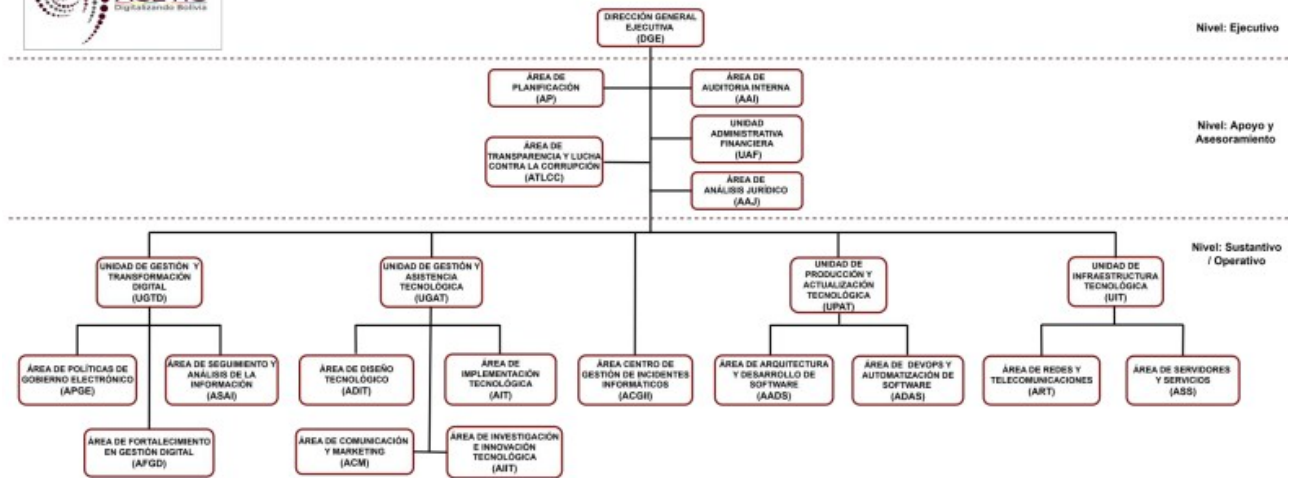 Digitalizando Bolivia
DIRECCIÓN GENERAL
EJECUTIVA
(DGE)
Nivel: Ejecutivo
ÁREA DE
PLANIFICACIÓN
(AP)
ÁREA DE
AUDITORIA INTERNA
(AAI)
UNIDAD
ADMINISTRATIVA
FINANCIERA
(UAF)
Nivel: Apoyo y
Asesoramiento
ÁREA DE
TRANSPARENCIA Y LUCHA
CONTRA LA CORRUPCIÓN
(ATLCC)
ÁREA DE
ANÁLISIS JURÍDICO
(AAJ)
Nivel: Sustantivo
/ Operativo
UNIDAD DE GESTIÓN Y
TRANSFORMACIÓN
DIGITAL
(UGTD)
UNIDAD DE GESTIÓN Y
ASISTENCIA
TECNOLÓGICA
(UGAT)
UNIDAD DE
PRODUCCIÓN Y
ACTUALIZACIÓN
TECNOLÓGICA
(UPAT)
UNIDAD DE
INFRAESTRUCTURA
TECNOLÓGICA
(UIT)
ÁREA DE POLÍTICAS DE
GOBIERNO ELECTRÓNICO
(APGE)
ÁREA DE SEGUIMIENTO Y
ANÁLISIS DE LA
INFORMACIÓN
(ASAI)
ÁREA DE DISEÑO
TECNOLÓGICO
(ADIT)
ÁREA DE
IMPLEMENTACIÓN
TECNOLÓGICA
(AIT)
ÁREA CENTRO DE
GESTIÓN DE INCIDENTES
INFORMÁTICOS
(ACGII)
ÁREA DE ARQUITECTURA
Y DESARROLLO DE
SOFTWARE
(AADS)
ÁREA DE DEVOPS Y
AUTOMATIZACIÓN DE
SOFTWARE
(ADAS)
ÁREA DE REDES Y
TELECOMUNICACIONES
(ART)
ÁREA DE SERVIDORES
Y SERVICIOS
(ASS)
ÁREA DE FORTALECIMIENTO
EN GESTIÓN DIGITAL
(AFGD)
ÁREA DE COMUNICACIÓN
Y MARKETING
(ACM)
ÁREA DE INVESTIGACIÓN
E INNOVACIÓN
TECNOLÓGICA
(AIIT)